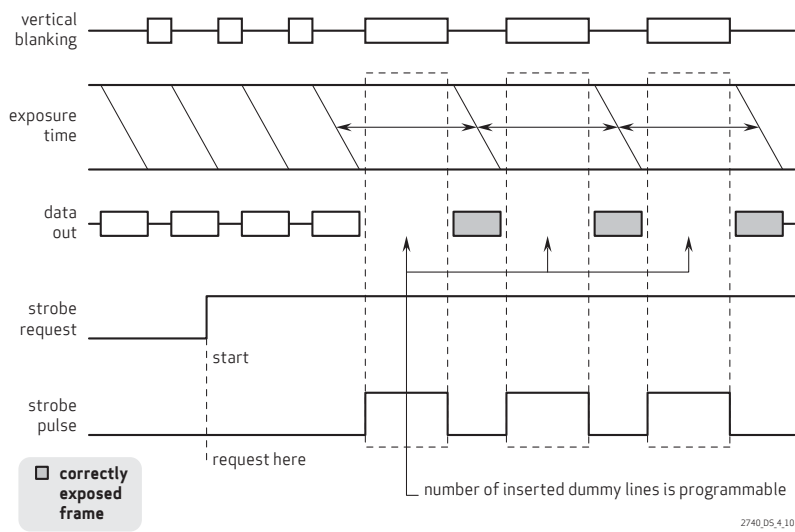 vertical
blanking
exposure
time
data
out
strobe
request
start
strobe
pulse
request here
correctly
exposed
frame
number of inserted dummy lines is programmable
2740_DS_4_10